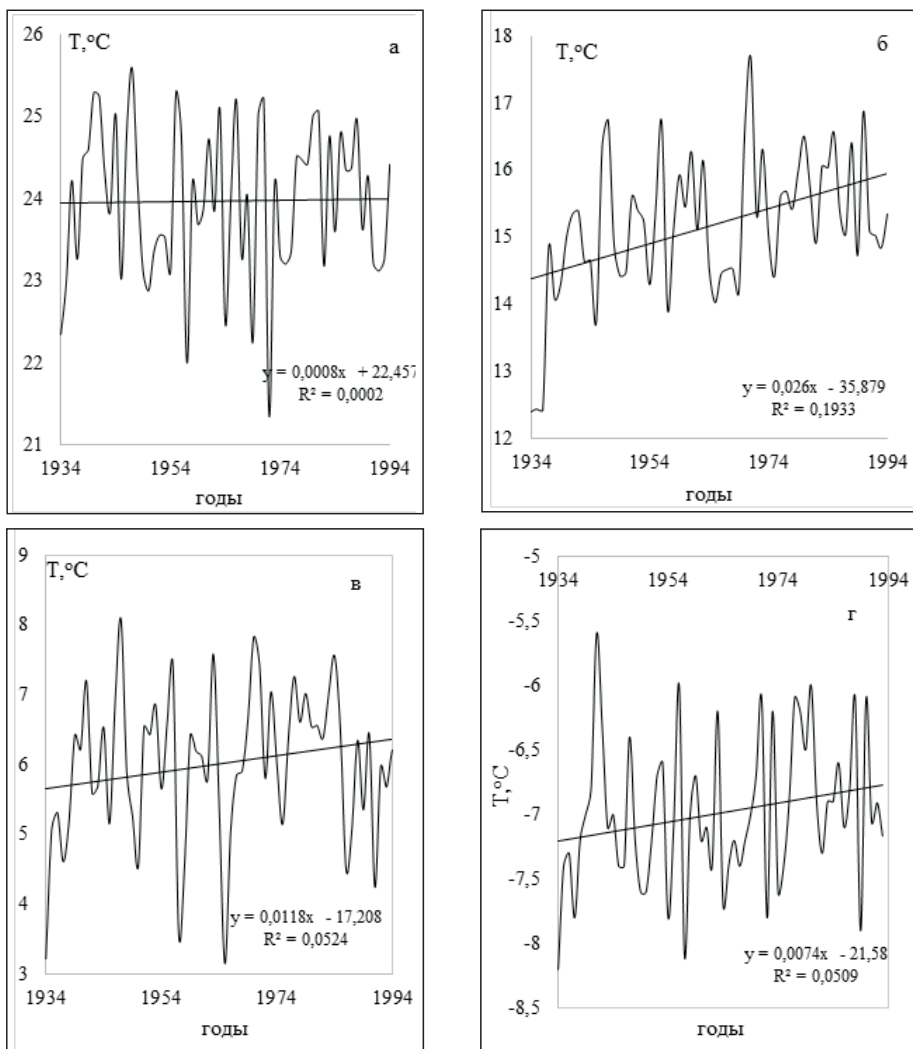 T,°C
а
26
25
24
23
22
21
y = 0,0008x + 22,457
R² = 0,0002
1934 1954 1974 1994
годы
T,°C
б
18
17
16
15
14
13
12
y = 0,026x - 35,879
R² = 0,1933
1934 1954 1974 1994
годы
T,°C
в
9
8
7
6
5
4
3
y = 0,0118x - 17,208
R² = 0,0524
1934 1954 1974 1994
годы
-5
1934 1954 1974 1994
г
-5,5
-6
-6,5
-7
-7,5
-8
-8,5
T,°C
y = 0,0074x - 21,58
R² = 0,0509
годы